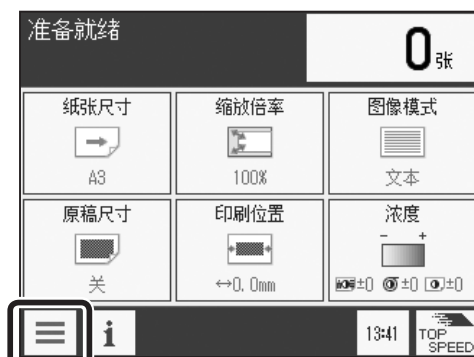 准备就绪
0张
纸张尺寸 缩放倍率 图像模式
A3 100% 文本
原稿尺寸 印刷位置 浓度
- +
关 ↔0.0mm ±0 ±0 ±0
i 13:41 TOP SPEED